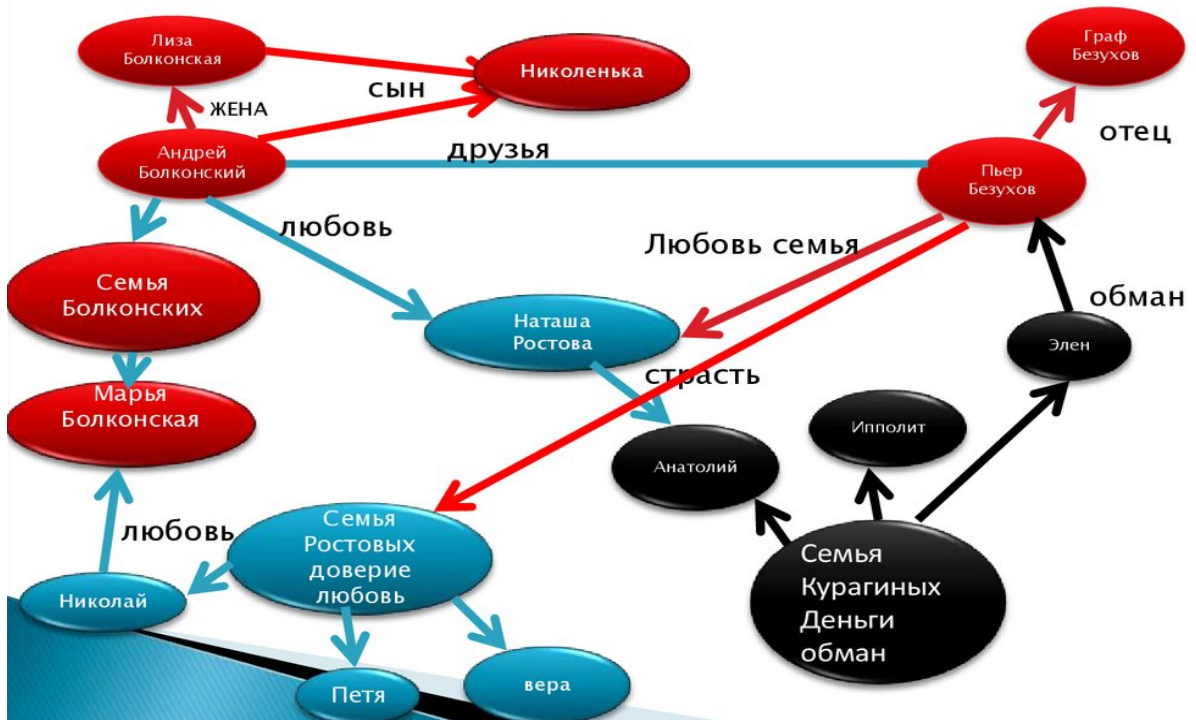 Лиза
Болконская
Граф
Безухов
Николенька
сын
ЖЕНА
отец
Андрей
Болконский
друзья
Пьер
Безухов
любовь
Любовь семья
Семья
Болконских
обман
Наташа
Ростова
Элен
страсть
Марья
Болконская
Ипполит
Анатолий
любовь
Семья
Ростовых
доверие
любовь
Семья
Курагиных
Деньги
обман
Николай
Петя
вера